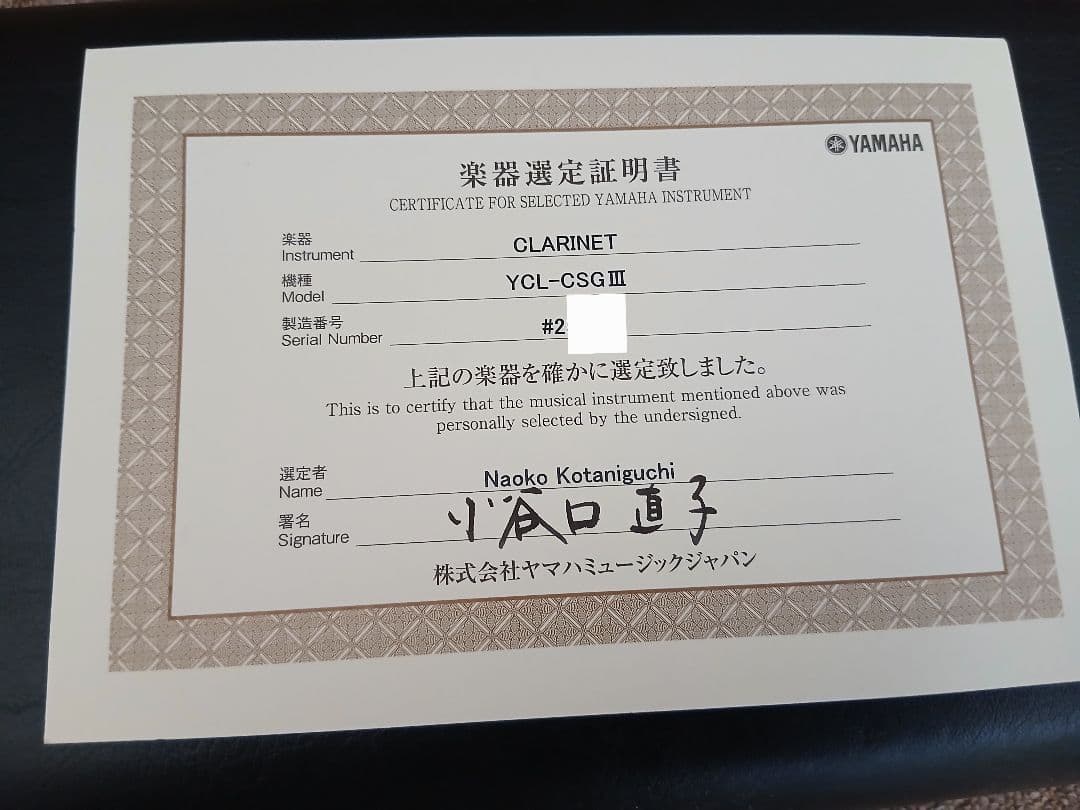 YAMAHA
楽器選定証明書
CERTIFICATE FOR SELECTED YAMAHA INSTRUMENT
楽器
Instrument CLARINET
機種
Model YCL-CSGⅢ
製造番号
Serial Number #2
上記の楽器を確かに選定致しました。
This is to certify that the musical instrument mentioned above was
personally selected by the undersigned.
選定者
Name Naoko Kotaniguchi
署名
Signature 小谷口直子
株式会社ヤマハミュージックジャパン